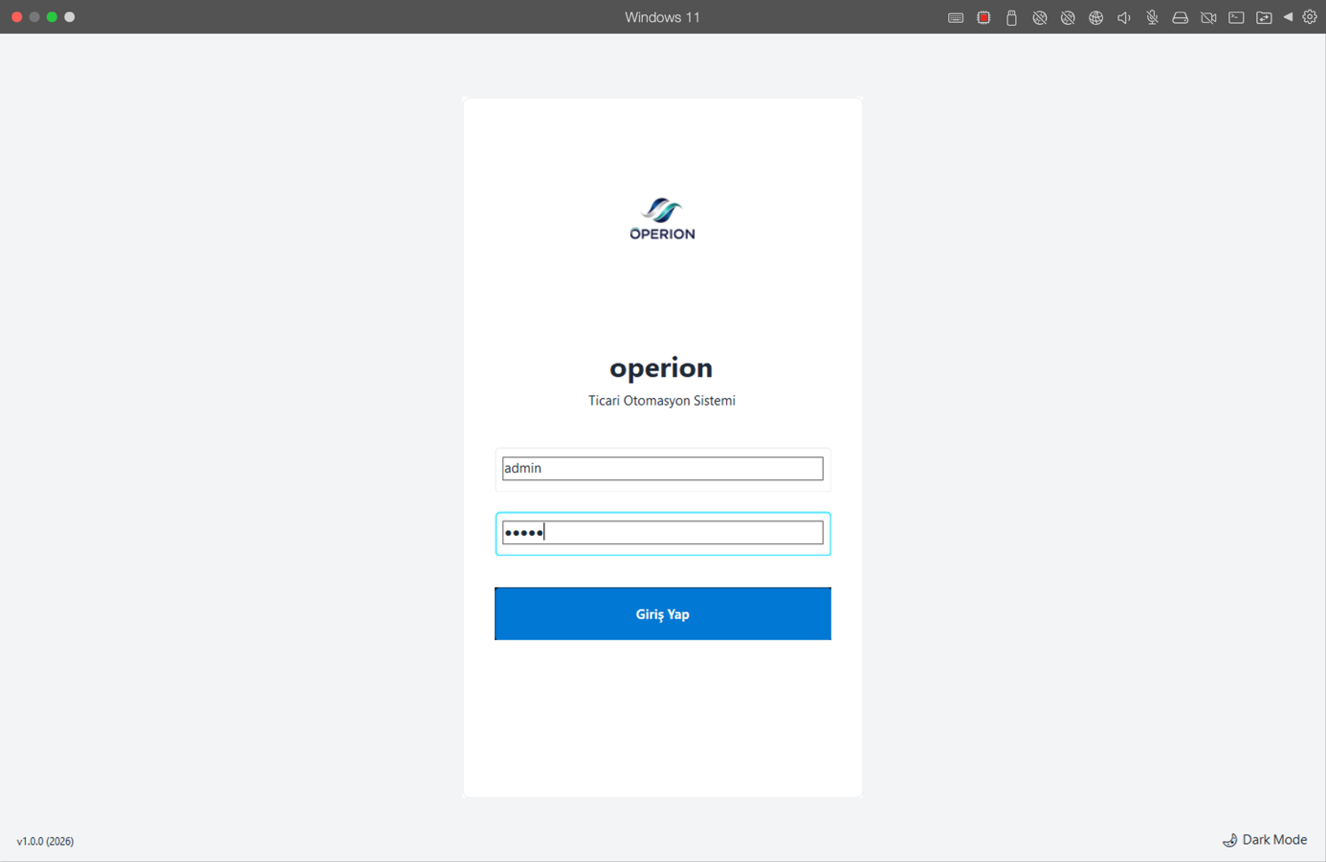 Windows 11
OPERION
operion
Ticari Otomasyon Sistemi
admin
•••••
Giriş Yap
v1.0.0 (2026)
Dark Mode